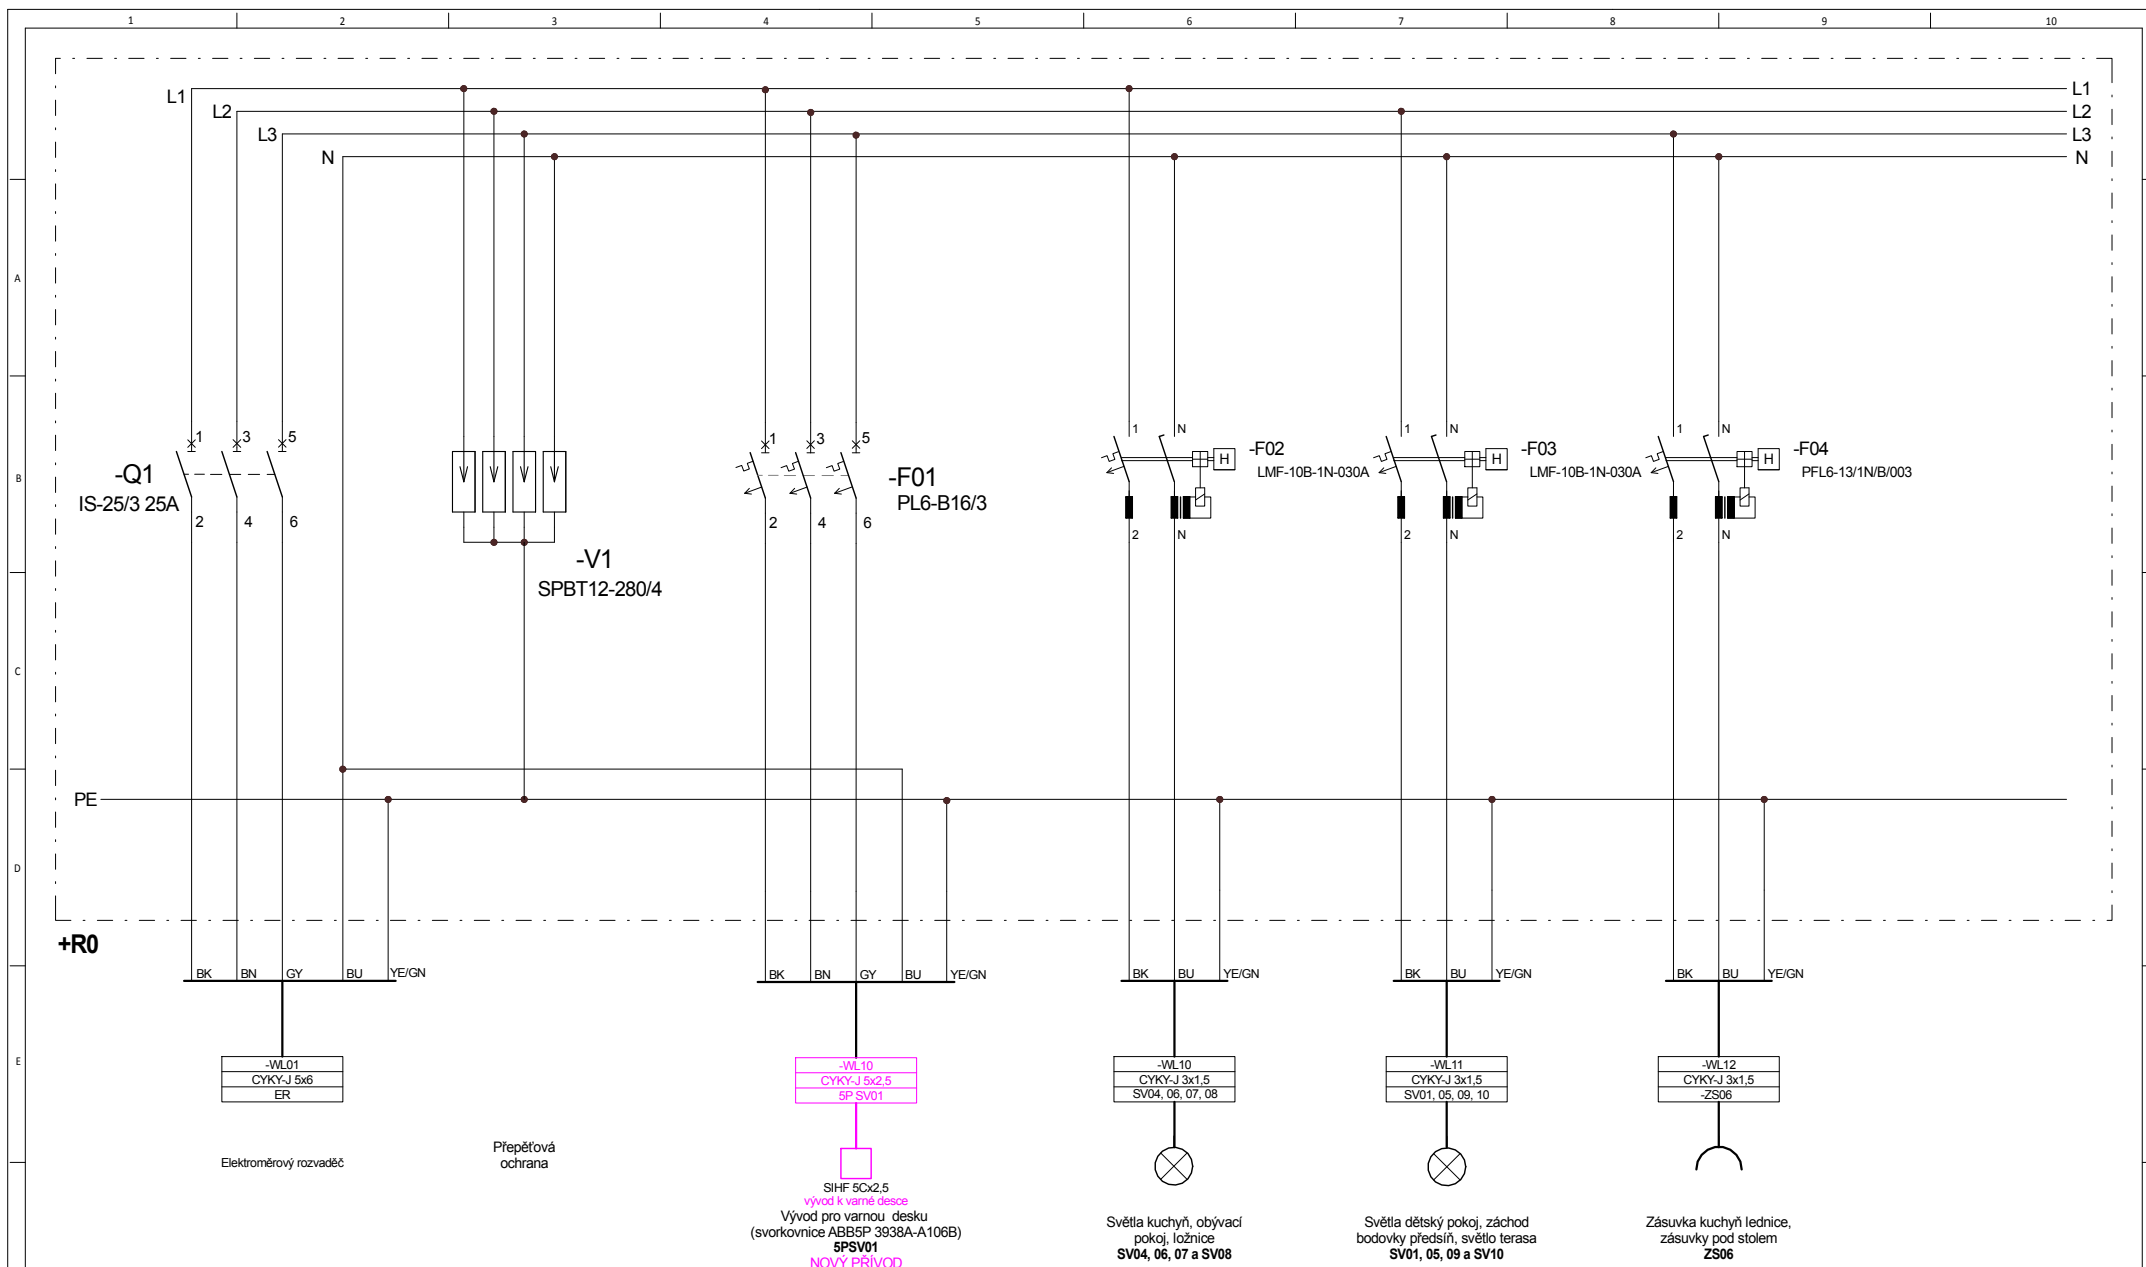 1 2 3 4 5 6 7 8 9 10
L1 L1
L2 L2
L3 L3
N N
A
B
C
D
E
1 3 5
-Q1
IS-25/3 25A
2 4 6
-V1
SPBT12-280/4
1 3 5
-F01
PL6-B16/3
2 4 6
1 N
H
-F02
LMF-10B-1N-030A
2 N
1 N
H
-F03
LMF-10B-1N-030A
2 N
1 N
H
-F04
PFL6-13/1N/B/003
2 N
PE
+R0
BK BN GY BU YE/GN
BK BN GY BU YE/GN
BK BU YE/GN
BK BU YE/GN
BK BU YE/GN
-WL01
CYKY-J 5x6
ER
Elektroměrový rozvaděč
Přepěťová
ochrana
-WL10
CYKY-J 5x2,5
5P SV01
SIHF 5Cx2,5
vývod k varné desce
Vývod pro varnou desku
(svorkovnice ABB5P 3938A-A106B)
5PSV01
NOVÝ PŘÍVOD
-WL10
CYKY-J 3x1,5
SV04, 06, 07, 08
Světla kuchyň, obývací
pokoj, ložnice
SV04, 06, 07 a SV08
-WL11
CYKY-J 3x1,5
SV01, 05, 09, 10
Světla dětský pokoj, záchod
bodovky předsíň, světlo terasa
SV01, 05, 09 a SV10
-WL12
CYKY-J 3x1,5
-ZS06
Zásuvka kuchyň lednice,
zásuvky pod stolem
ZS06